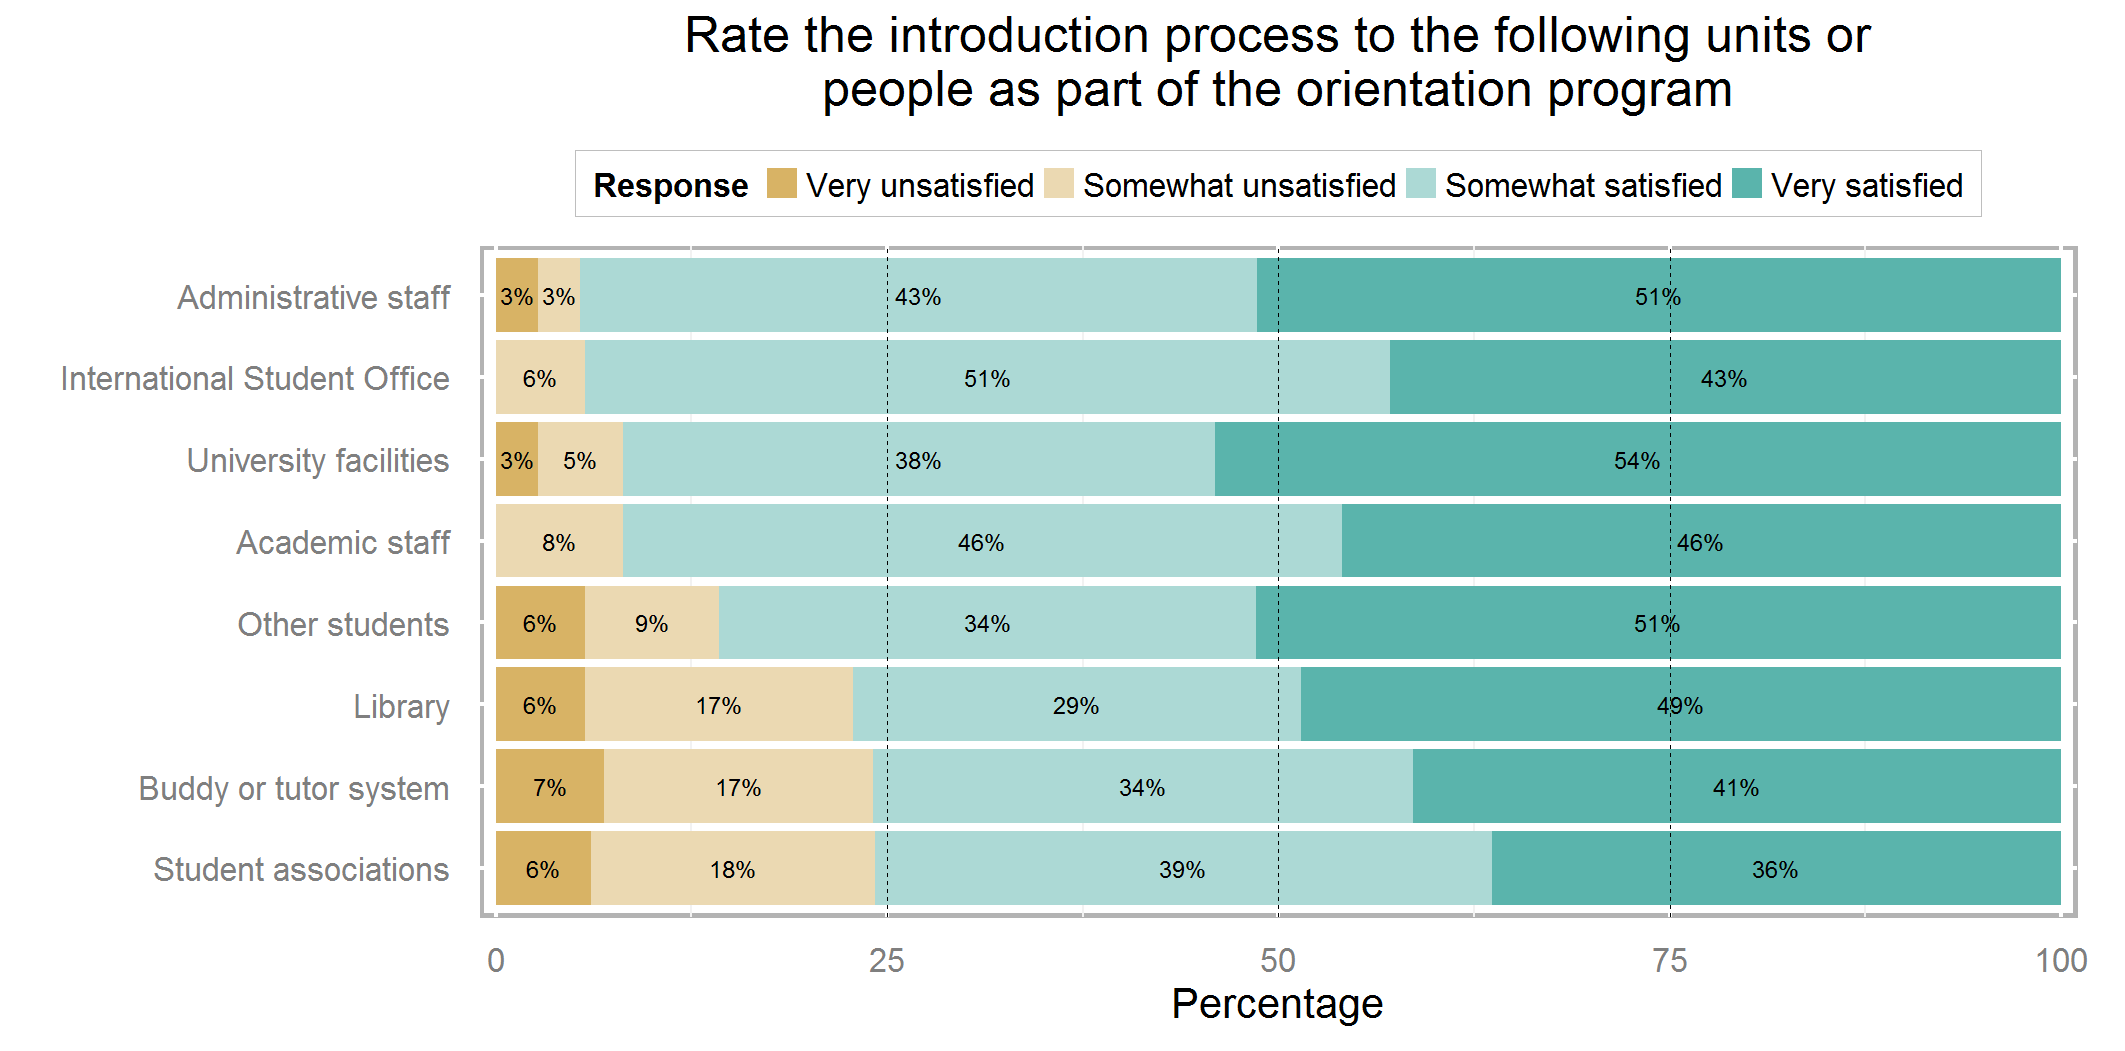 Rate the introduction process to the following units or
people as part of the orientation program
Response Very unsatisfied Somewhat unsatisfied Somewhat satisfied Very satisfied
Administrative staff 3% 3% 43% 51%
International Student Office 6% 51% 43%
University facilities 3% 5% 38% 54%
Academic staff 8% 46% 46%
Other students 6% 9% 34% 51%
Library 6% 17% 29% 49%
Buddy or tutor system 7% 17% 34% 41%
Student associations 6% 18% 39% 36%
0 25 50 75 100
Percentage